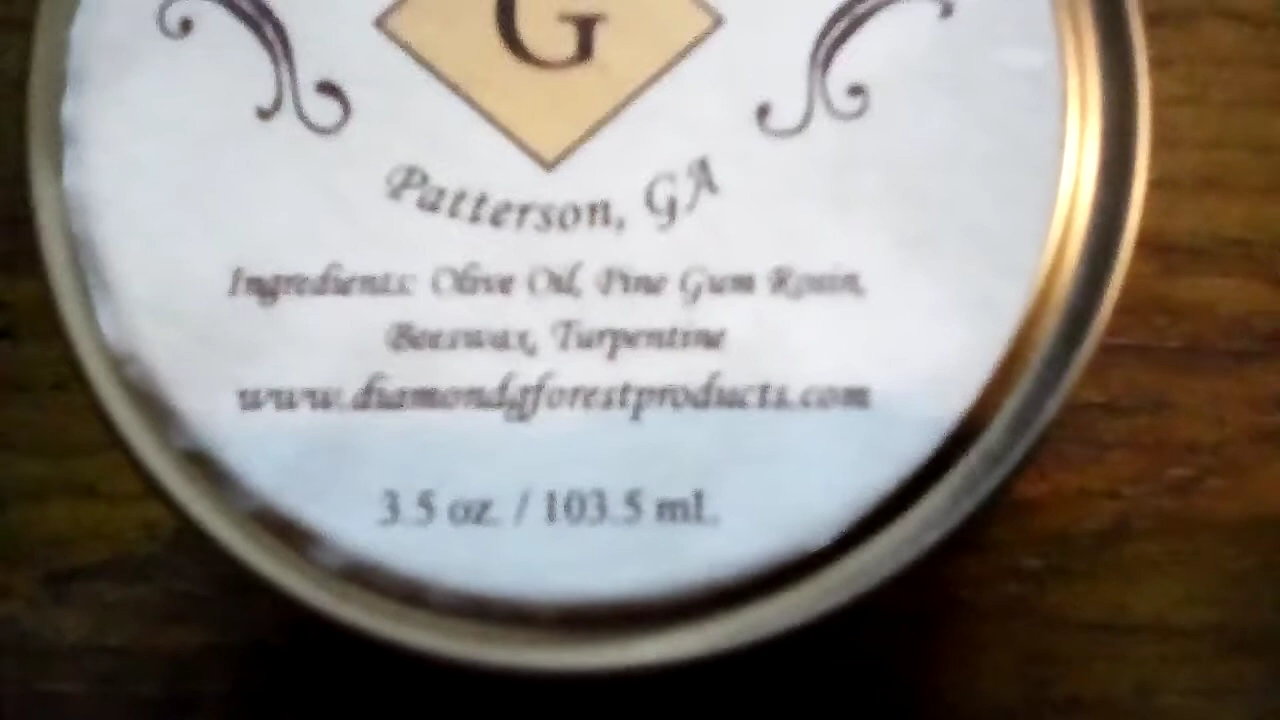 G
Patterson, GA
Ingredients: Olive Oil, Pine Gum Rosin,
Beeswax, Turpentine
www.diamondgforestproducts.com
3.5 oz. / 103.5 mL.